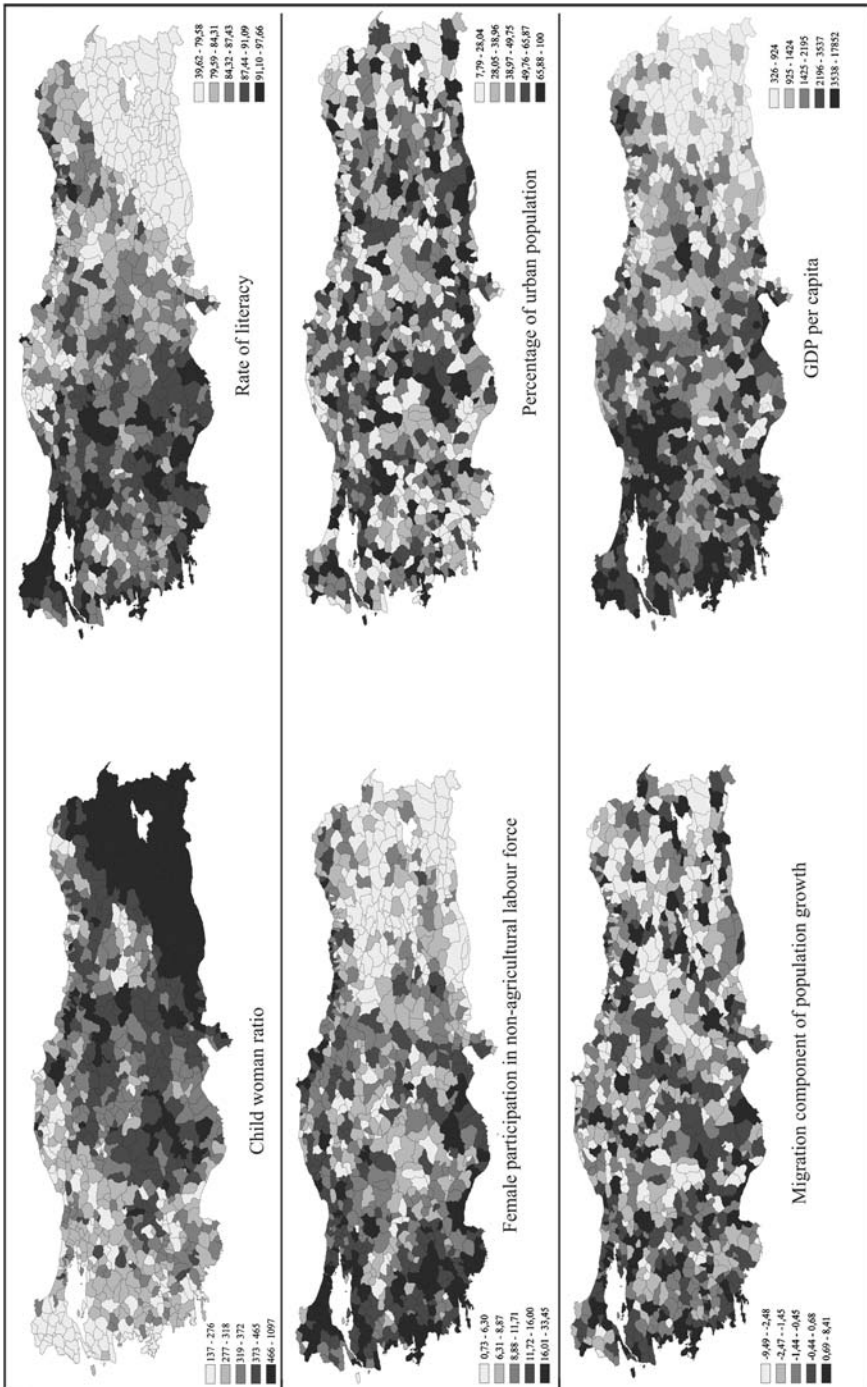 Child woman ratio
137 - 276
277 - 318
319 - 372
373 - 465
466 - 1097
Rate of literacy
39,62 - 79,58
79,59 - 84,31
84,32 - 87,43
87,44 - 91,09
91,10 - 97,66
Female participation in non-agricultural labour force
0,73 - 6,30
6,31 - 8,87
8,88 - 11,71
11,72 - 16,00
16,01 - 33,45
Percentage of urban population
7,79 - 28,04
28,05 - 38,96
38,97 - 49,75
49,76 - 65,87
65,88 - 100
Migration component of population growth
-9,49 - -2,48
-2,47 - -1,45
-1,44 - -0,45
-0,44 - 0,68
0,69 - 8,41
GDP per capita
326 - 924
925 - 1424
1425 - 2195
2196 - 3537
3538 - 17852